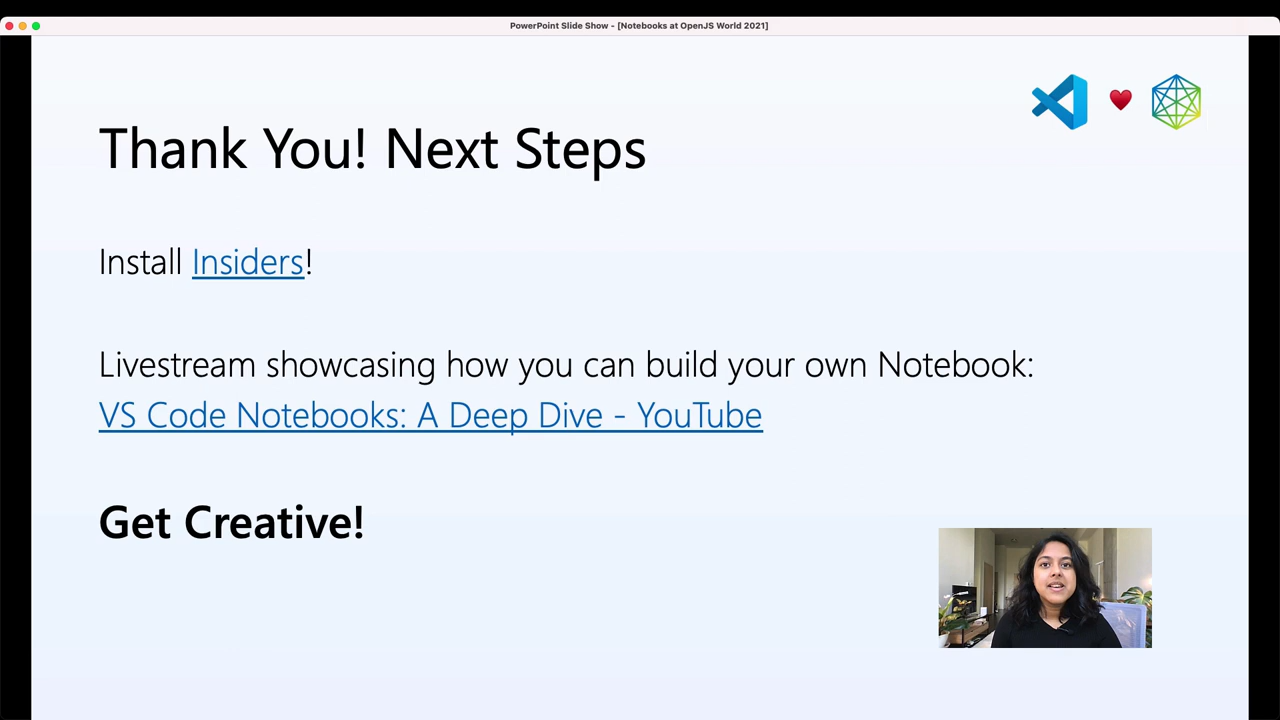 PowerPoint Slide Show - [Notebooks at OpenJS World 2021]
Thank You! Next Steps
Install Insiders!
Livestream showcasing how you can build your own Notebook:
VS Code Notebooks: A Deep Dive - YouTube
Get Creative!